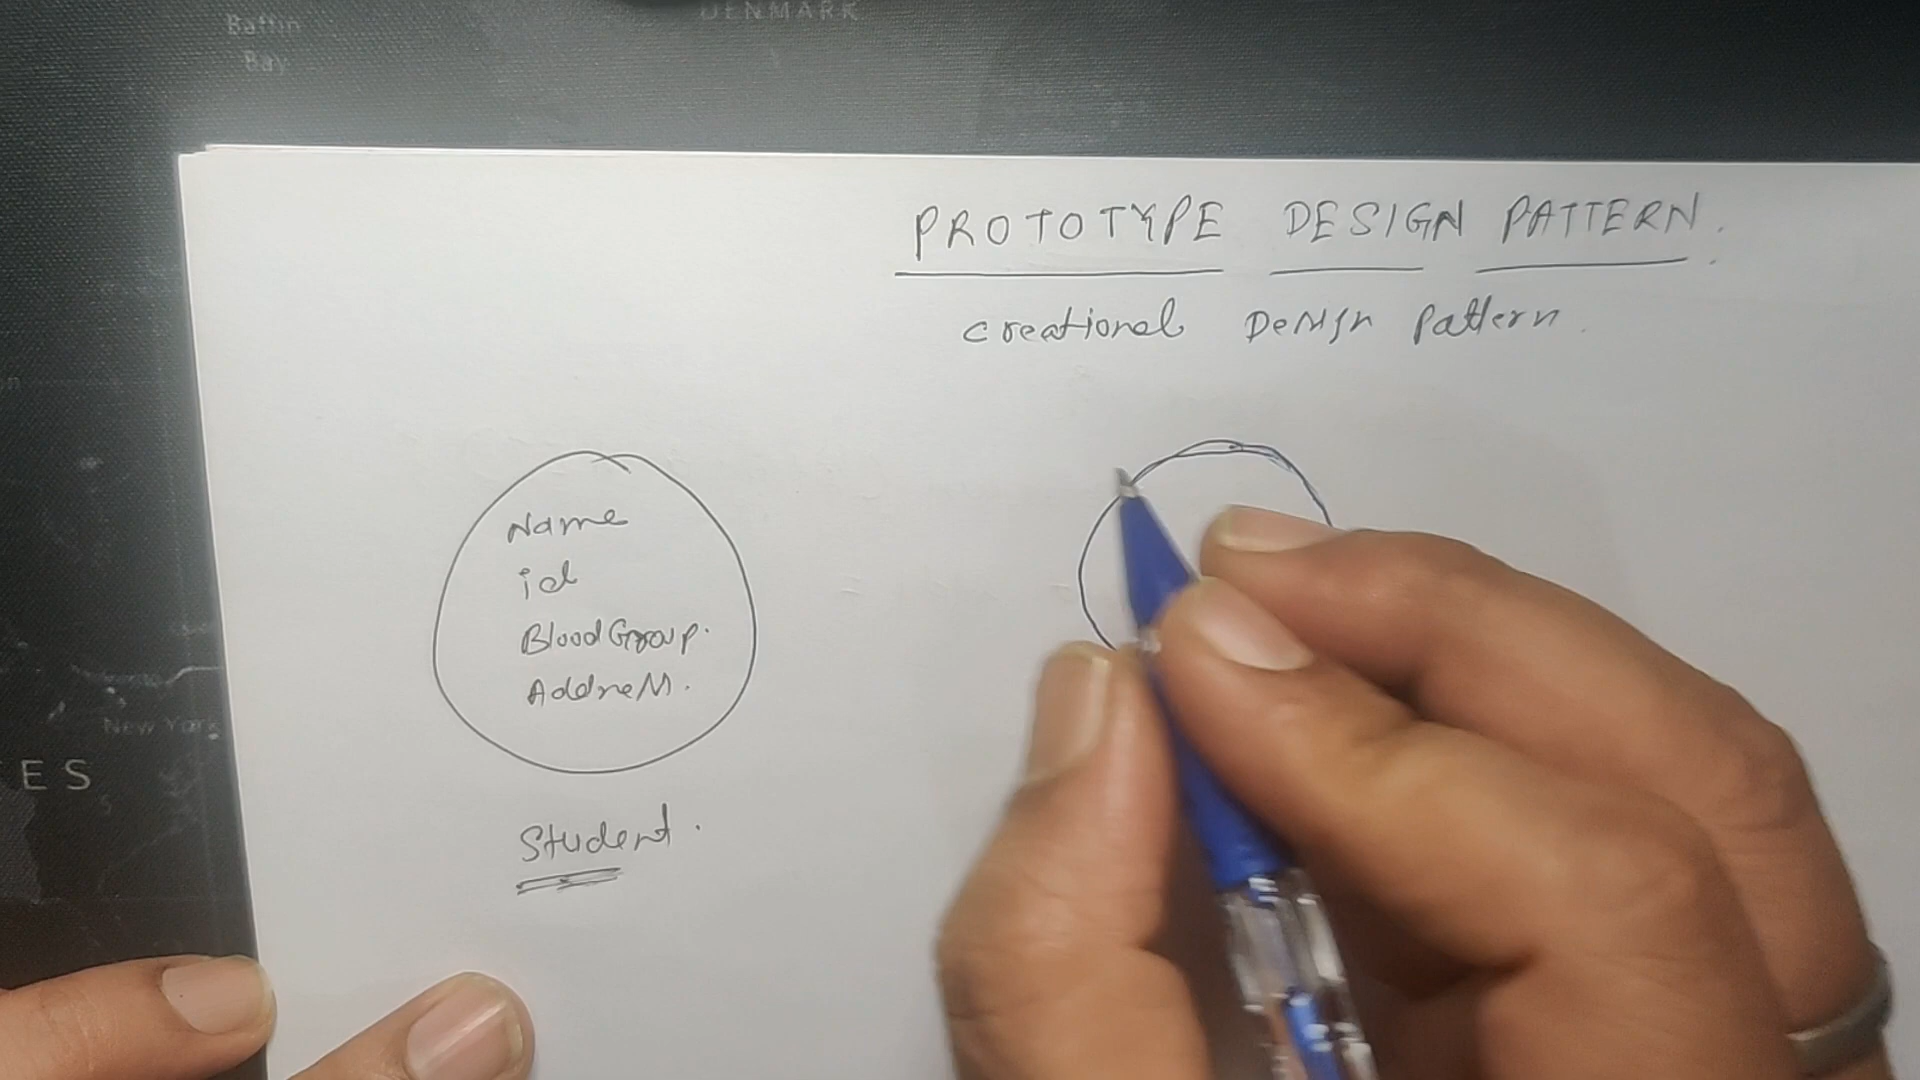 DENMARK
Baffin
Bay
PROTOTYPE DESIGN PATTERN.
creational Design Pattern.
Name
id
BloodGroup.
Address.
New York
ES
Student.